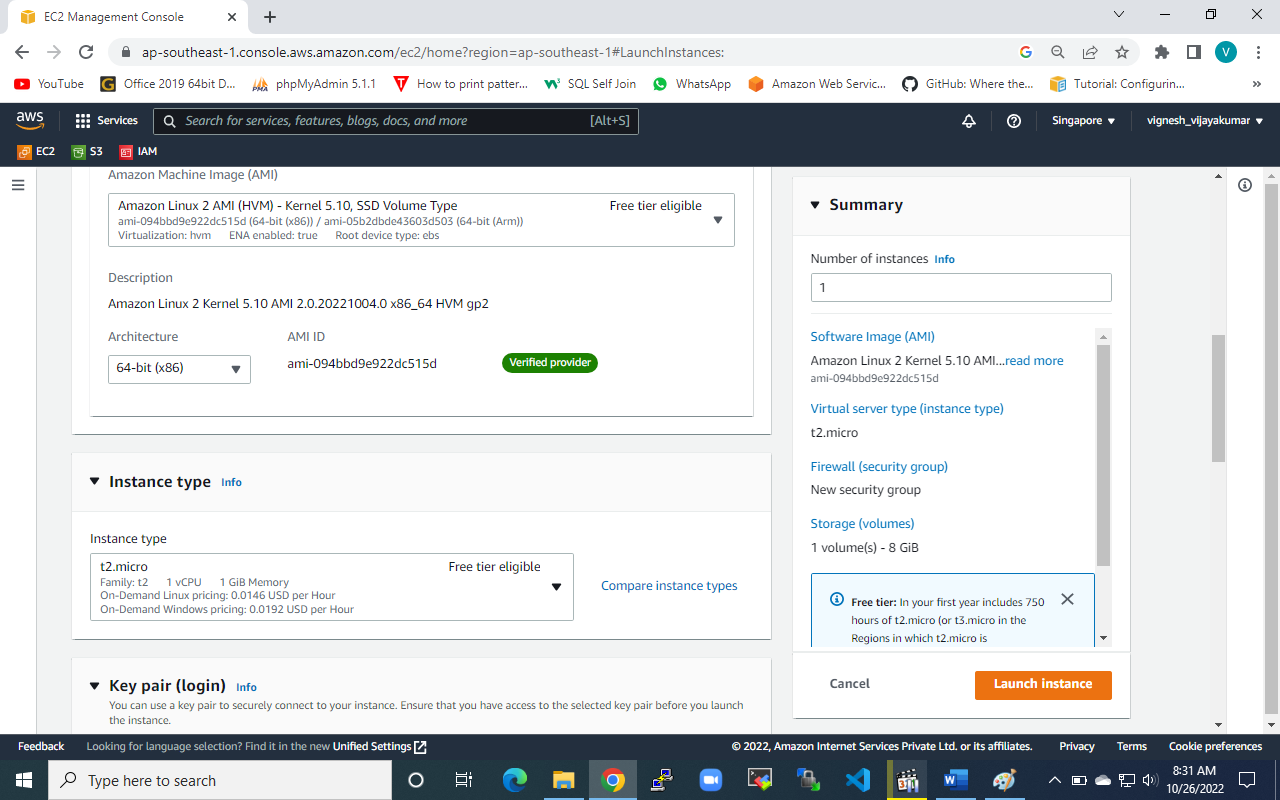 EC2 Management Console
ap-southeast-1.console.aws.amazon.com/ec2/home?region=ap-southeast-1#LaunchInstances:
V
YouTube
Office 2019 64bit D...
phpMyAdmin 5.1.1
How to print patter...
SQL Self Join
WhatsApp
Amazon Web Servic...
GitHub: Where the...
Tutorial: Configurin...
»
aws
Services
Search for services, features, blogs, docs, and more [Alt+S]
Singapore
vignesh_vijayakumar
EC2
S3
IAM
Amazon Machine Image (AMI)
Amazon Linux 2 AMI (HVM) - Kernel 5.10, SSD Volume Type Free tier eligible
ami-094bbd9e922dc515d (64-bit (x86)) / ami-05b2dbde43603d503 (64-bit (Arm))
Virtualization: hvm ENA enabled: true Root device type: ebs
Description
Amazon Linux 2 Kernel 5.10 AMI 2.0.20221004.0 x86_64 HVM gp2
Architecture AMI ID
64-bit (x86) ami-094bbd9e922dc515d Verified provider
Instance type Info
Instance type
t2.micro Free tier eligible
Family: t2 1 vCPU 1 GiB Memory
On-Demand Linux pricing: 0.0146 USD per Hour
On-Demand Windows pricing: 0.0192 USD per Hour
Compare instance types
Key pair (login) Info
You can use a key pair to securely connect to your instance. Ensure that you have access to the selected key pair before you launch
the instance.
Summary
Number of instances Info
1
Software Image (AMI)
Amazon Linux 2 Kernel 5.10 AMI...read more
ami-094bbd9e922dc515d
Virtual server type (instance type)
t2.micro
Firewall (security group)
New security group
Storage (volumes)
1 volume(s) - 8 GiB
Free tier: In your first year includes 750
hours of t2.micro (or t3.micro in the
Regions in which t2.micro is
Cancel
Launch instance
Feedback Looking for language selection? Find it in the new Unified Settings © 2022, Amazon Internet Services Private Ltd. or its affiliates. Privacy Terms Cookie preferences
Type here to search
8:31 AM
10/26/2022